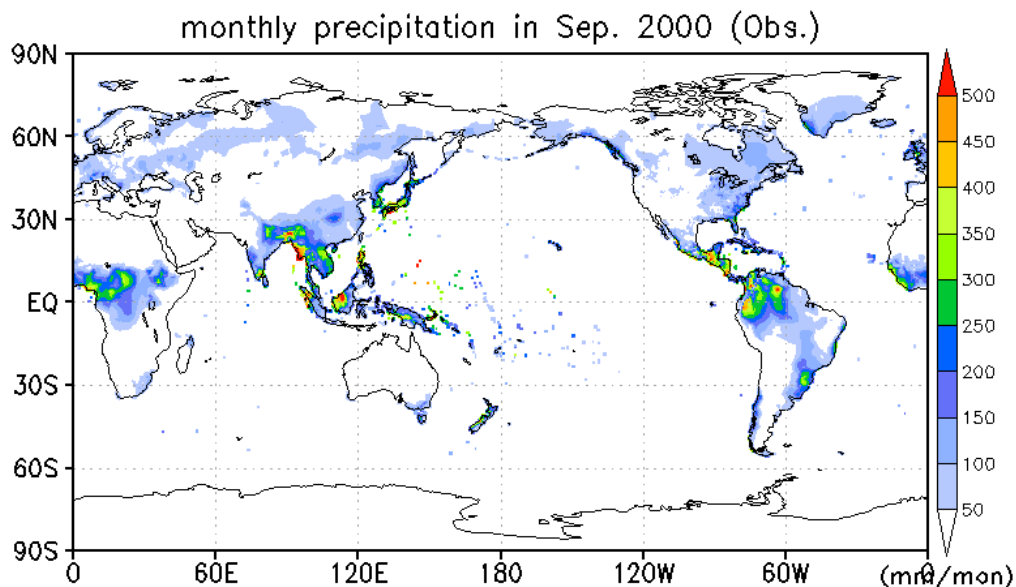 monthly precipitation in Sep. 2000 (Obs.)
90N
60N
30N
EQ
30S
60S
90S
0 60E 120E 180 120W 60W 0
500
450
400
350
300
250
200
150
100
50
(mm/mon)